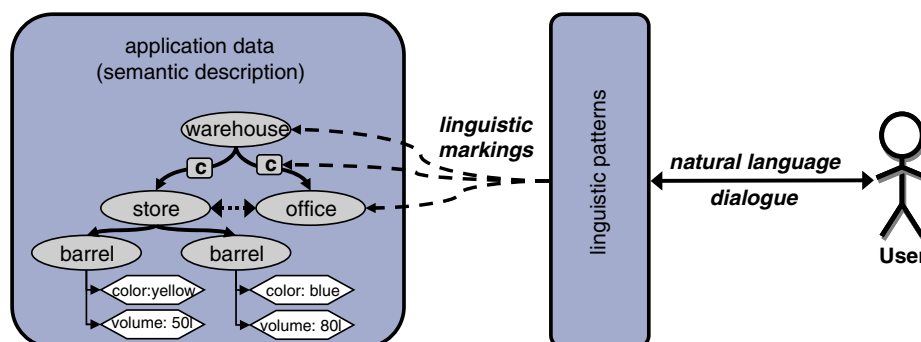 application data
(semantic description)
warehouse
c
c
store
office
barrel
barrel
color:yellow
color: blue
volume: 50l
volume: 80l
linguistic
markings
linguistic patterns
natural language
dialogue
User